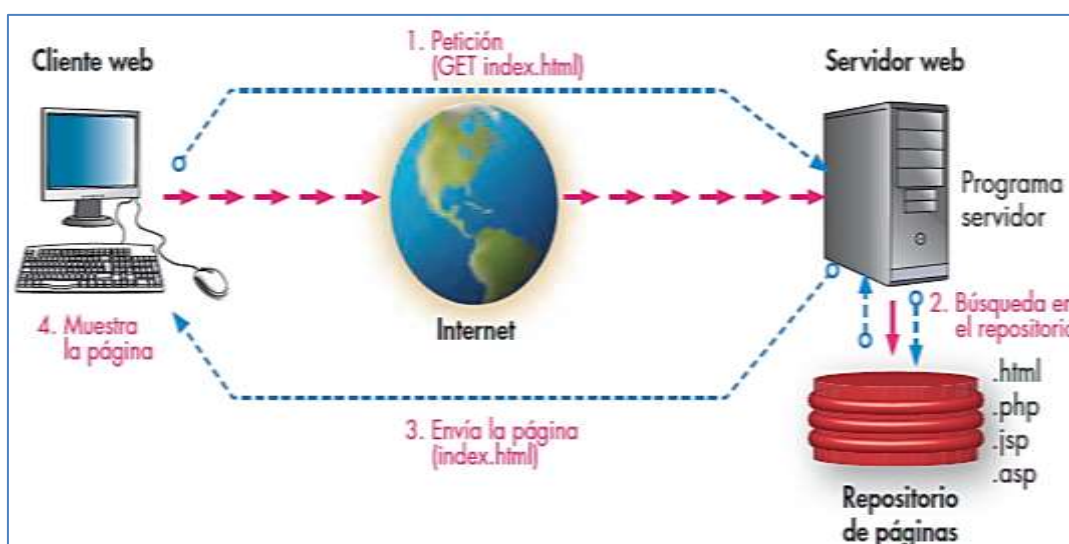 Cliente web
1. Petición
(GET index.html)
Servidor web
Programa
servidor
Internet
2. Búsqueda en
el repositorio
4. Muestra
la página
3. Envía la página
(index.html)
.html
.php
.jsp
.asp
Repositorio
de páginas